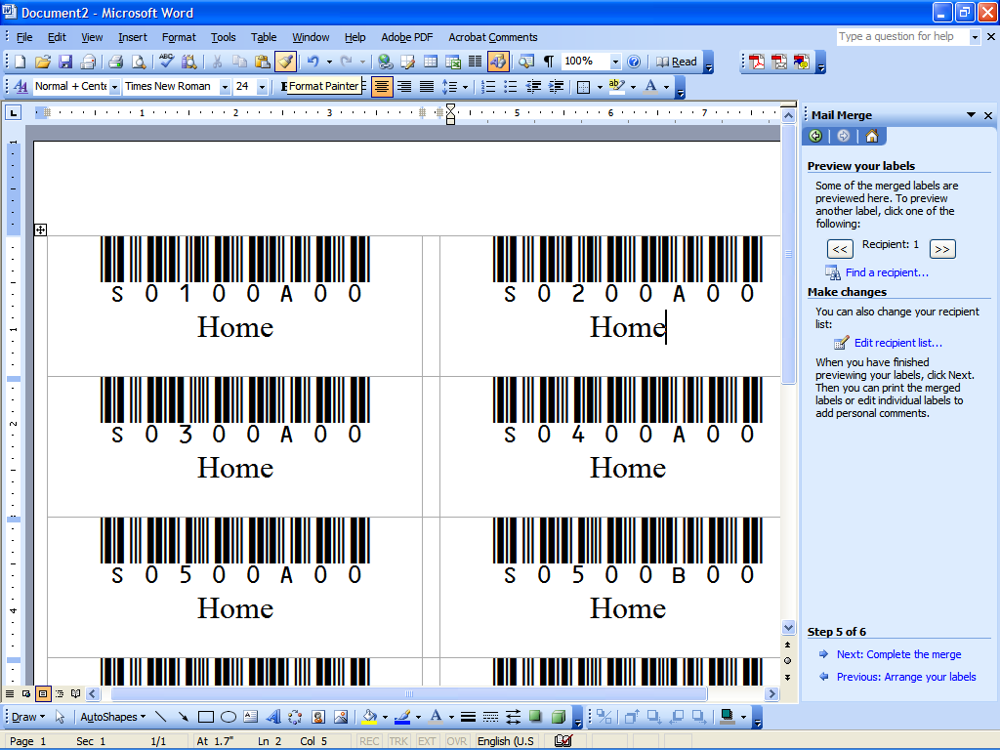 Document2 - Microsoft Word
File Edit View Insert Format Tools Table Window Help Adobe PDF Acrobat Comments Type a question for help
100% Read
Normal + Cente Times New Roman 24 Format Painter
1 2 3 5 6 7
Mail Merge
Preview your labels
Some of the merged labels are
previewed here. To preview
another label, click one of the
following:
<< Recipient: 1 >>
Find a recipient...
Make changes
You can also change your recipient
list:
Edit recipient list...
When you have finished
previewing your labels, click Next.
Then you can print the merged
labels or edit individual labels to
add personal comments.
S 0 1 0 0 A 0 0 S 0 2 0 0 A 0 0
Home Home
S 0 3 0 0 A 0 0 S 0 4 0 0 A 0 0
Home Home
S 0 5 0 0 A 0 0 S 0 5 0 0 B 0 0
Home Home
Step 5 of 6
Next: Complete the merge
Previous: Arrange your labels
Draw AutoShapes
Page 1 Sec 1 1/1 At 1.7" Ln 2 Col 5 REC TRK EXT OVR English (U.S